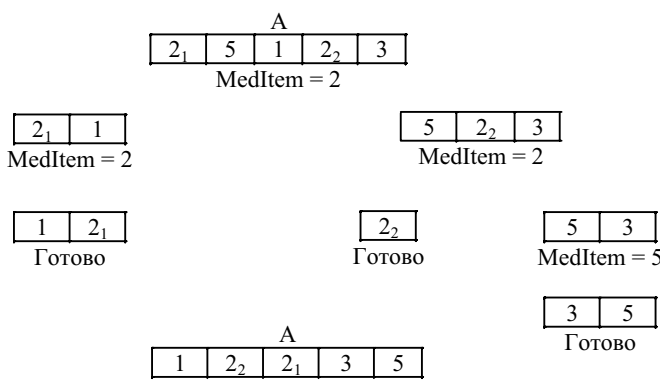 A
2₁ 5 1 2₂ 3
MedItem = 2
2₁ 1
5 2₂ 3
MedItem = 2
MedItem = 2
1 2₁
2₂
5 3
Готово
Готово
MedItem = 5
3 5
Готово
A
1 2₂ 2₁ 3 5